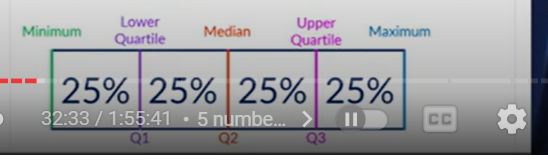 Minimum
Lower
Quartile
Median
Upper
Quartile
Maximum
25% 25% 25% 25%
32:33 / 1:55:41 • 5 numbe... >
CC
Q1 Q2 Q3